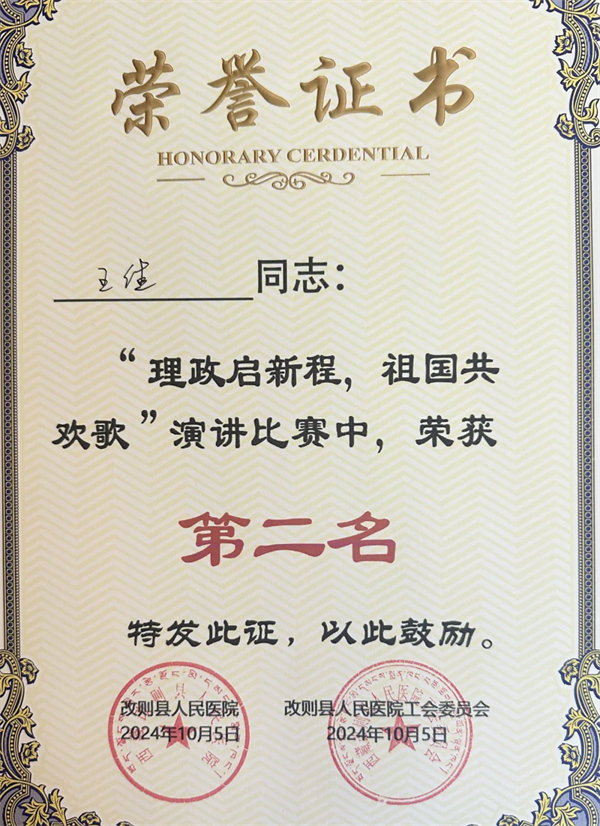 荣誉证书
HONORARY CERDENTIAL
王佳 同志：
“理政启新程，祖国共
欢歌”演讲比赛中，荣获
第二名
特发此证，以此鼓励。
改则县人民医院 改则县人民医院工会委员会
2024年10月5日 2024年10月5日